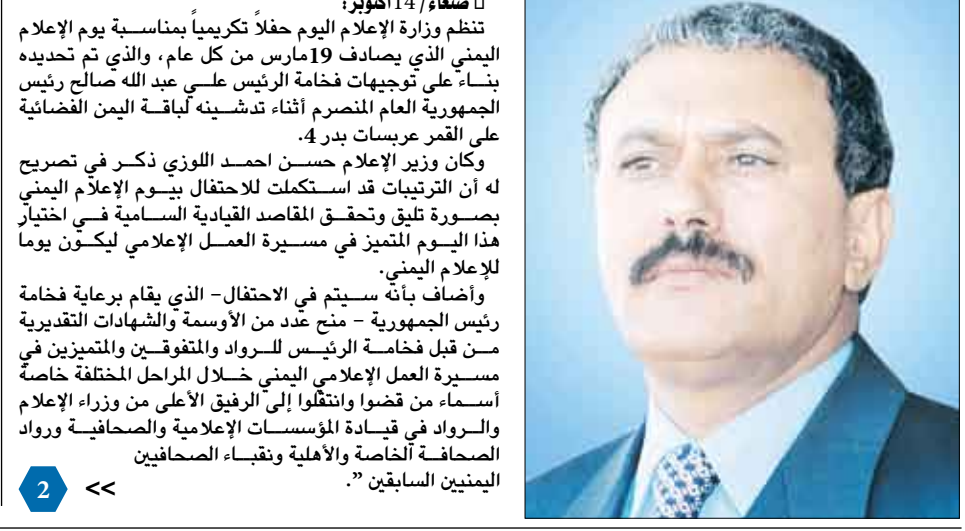 صنعاء / 14 أكتوبر:
تنظم وزارة الإعلام اليوم حفلاً تكريمياً بمناسبة يوم الإعلام
اليمني الذي يصادف 19مارس من كل عام، والذي تم تحديده
بناء على توجيهات فخامة الرئيس علي عبد الله صالح رئيس
الجمهورية العام المنصرم أثناء تدشينه لباقة اليمن الفضائية
على القمر عربسات بدر 4.
وكان وزير الإعلام حسن احمد اللوزي ذكر في تصريح
له أن الترتيبات قد استكملت للاحتفال بيوم الإعلام اليمني
بصورة تليق وتحقق المقاصد القيادية السامية في اختيار
هذا اليوم المتميز في مسيرة العمل الإعلامي ليكون يوماً
للإعلام اليمني.
وأضاف بأنه سيتم في الاحتفال- الذي يقام برعاية فخامة
رئيس الجمهورية - منح عدد من الأوسمة والشهادات التقديرية
من قبل فخامة الرئيس للرواد والمتفوقين والمتميزين في
مسيرة العمل الإعلامي اليمني خلال المراحل المختلفة خاصة
أسماء من قضوا وانتقلوا إلى الرفيق الأعلى من وزراء الإعلام
والرواد في قيادة المؤسسات الإعلامية والصحافية ورواد
الصحافة الخاصة والأهلية ونقباء الصحافيين
اليمنيين السابقين ”.
>> 2